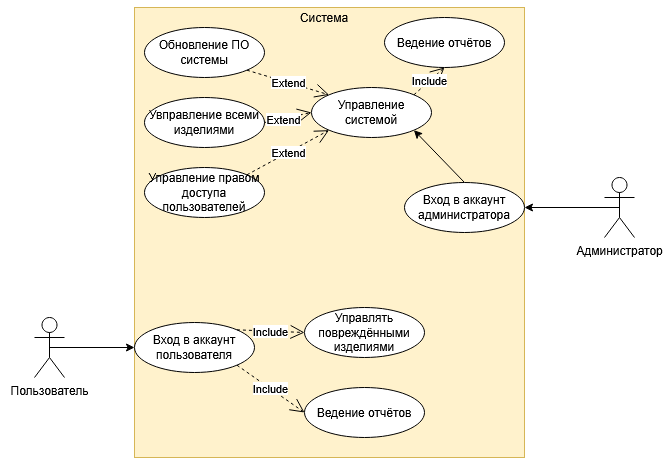 Система
Обновление ПО
системы
Ведение отчётов
Extend
Include
Увправление всеми
изделиями
Extend
Управление
системой
Extend
Управление правом
доступа
пользователей
Вход в аккаунт
администратора
Администратор
Вход в аккаунт
пользователя
Include
Управлять
повреждёнными
изделиями
Пользователь
Include
Ведение отчётов